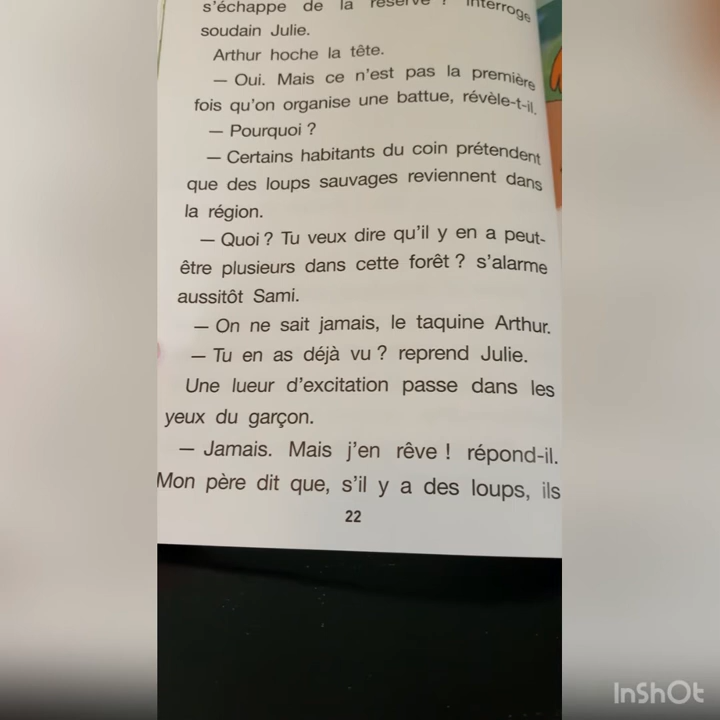 s'échappe de la réserve ? interroge
soudain Julie.
Arthur hoche la tête.
— Oui. Mais ce n'est pas la première
fois qu'on organise une battue, révèle-t-il.
— Pourquoi ?
— Certains habitants du coin prétendent
que des loups sauvages reviennent dans
la région.
— Quoi ? Tu veux dire qu'il y en a peut-
être plusieurs dans cette forêt ? s'alarme
aussitôt Sami.
— On ne sait jamais, le taquine Arthur.
— Tu en as déjà vu ? reprend Julie.
Une lueur d'excitation passe dans les
yeux du garçon.
— Jamais. Mais j'en rêve ! répond-il.
Mon père dit que, s'il y a des loups, ils
22
InShOt